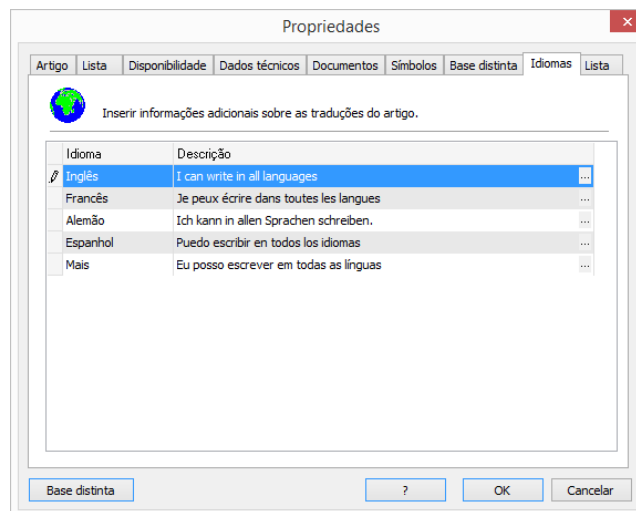 Propriedades
Artigo Lista Disponibilidade Dados técnicos Documentos Símbolos Base distinta Idiomas Lista
Inserir informações adicionais sobre as traduções do artigo.
Idioma Descrição
Inglês I can write in all languages ...
Francês Je peux écrire dans toutes les langues ...
Alemão Ich kann in allen Sprachen schreiben. ...
Espanhol Puedo escribir en todos los idiomas ...
Mais Eu posso escrever em todas as línguas ...
Base distinta ? OK Cancelar